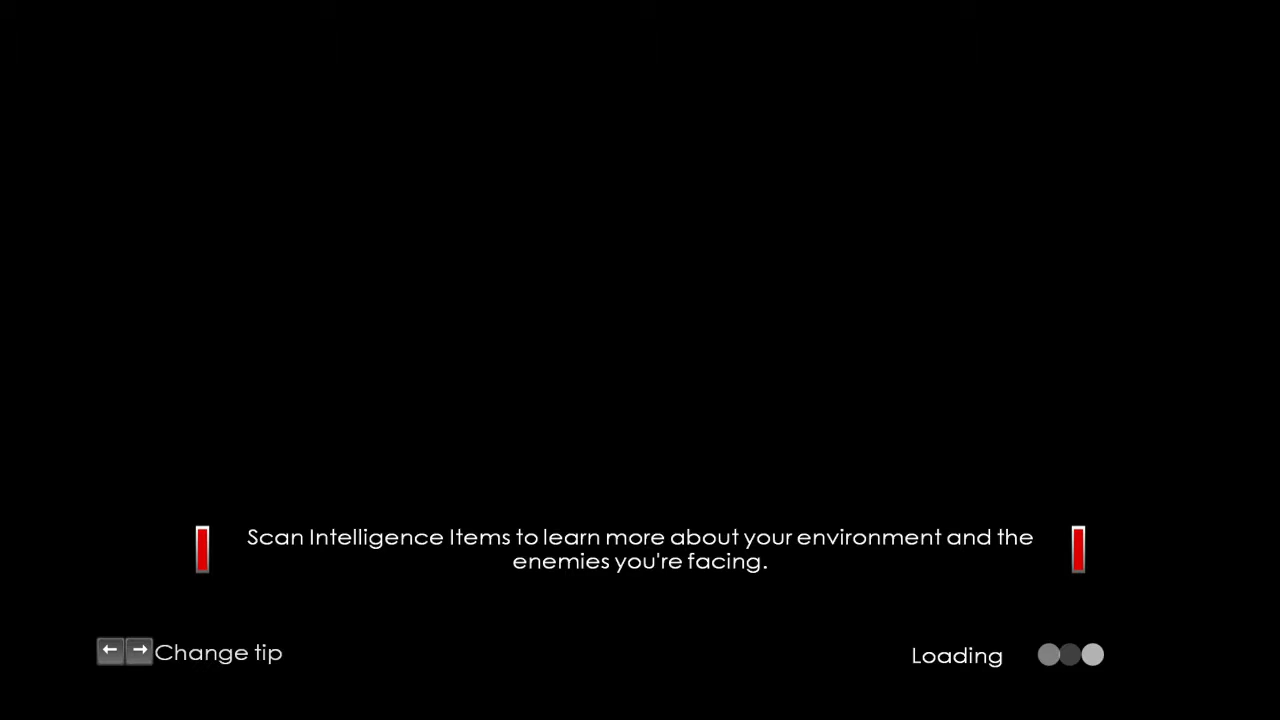 Scan Intelligence Items to learn more about your environment and the
enemies you're facing.
Change tip
Loading